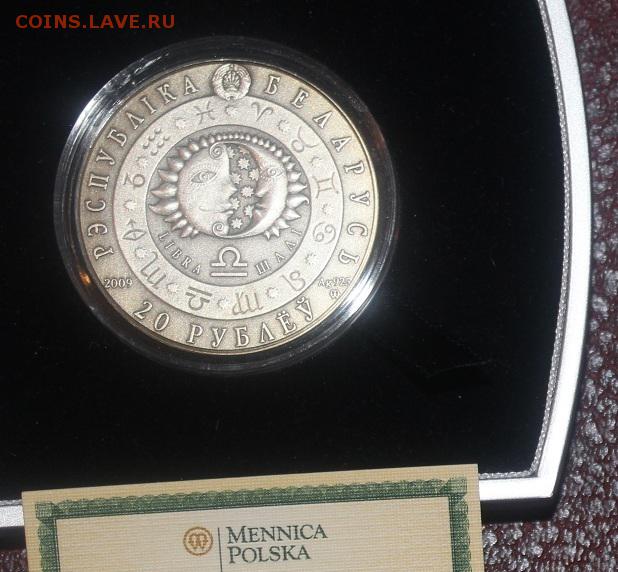 COINS.LAVE.RU
РЭСПУБЛІКА БЕЛАРУСЬ
LIBRA ШАЛІ
2009
Ag 925
20 РУБЛЁЎ
MENNICA
POLSKA